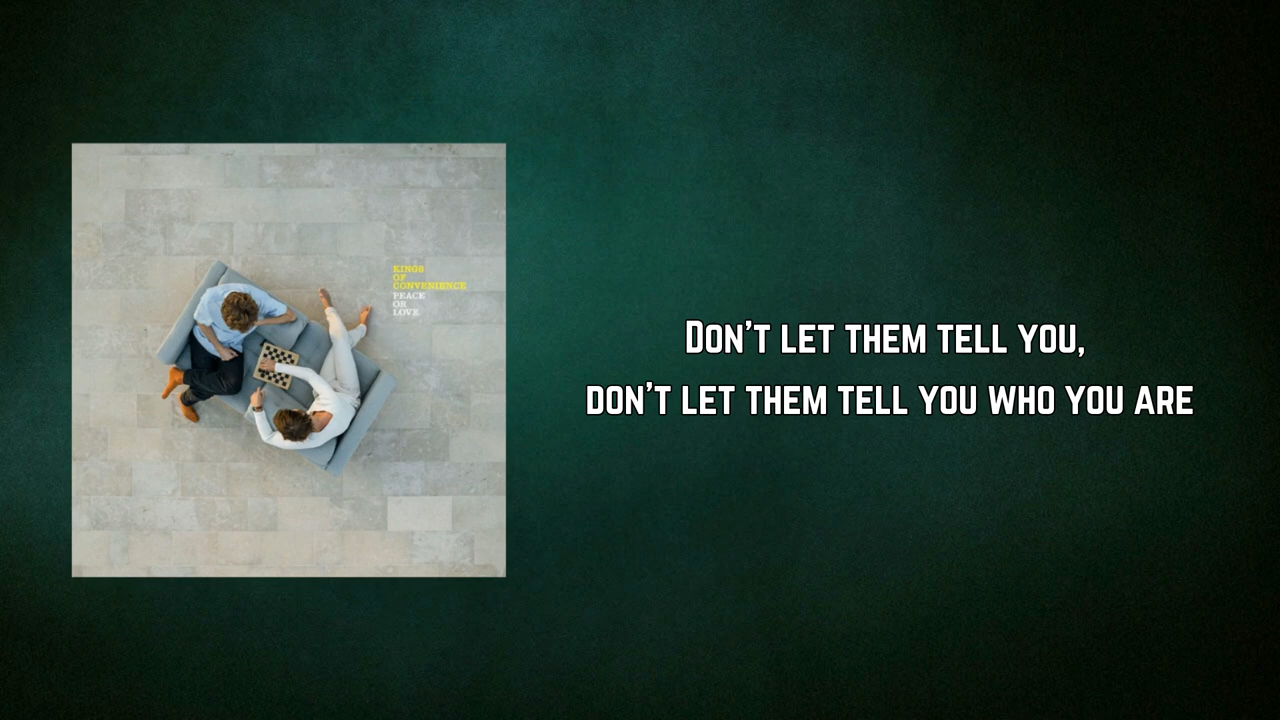 KINGS
OF
CONVENIENCE
PEACE
OR
LOVE
Don't let them tell you,
don't let them tell you who you are